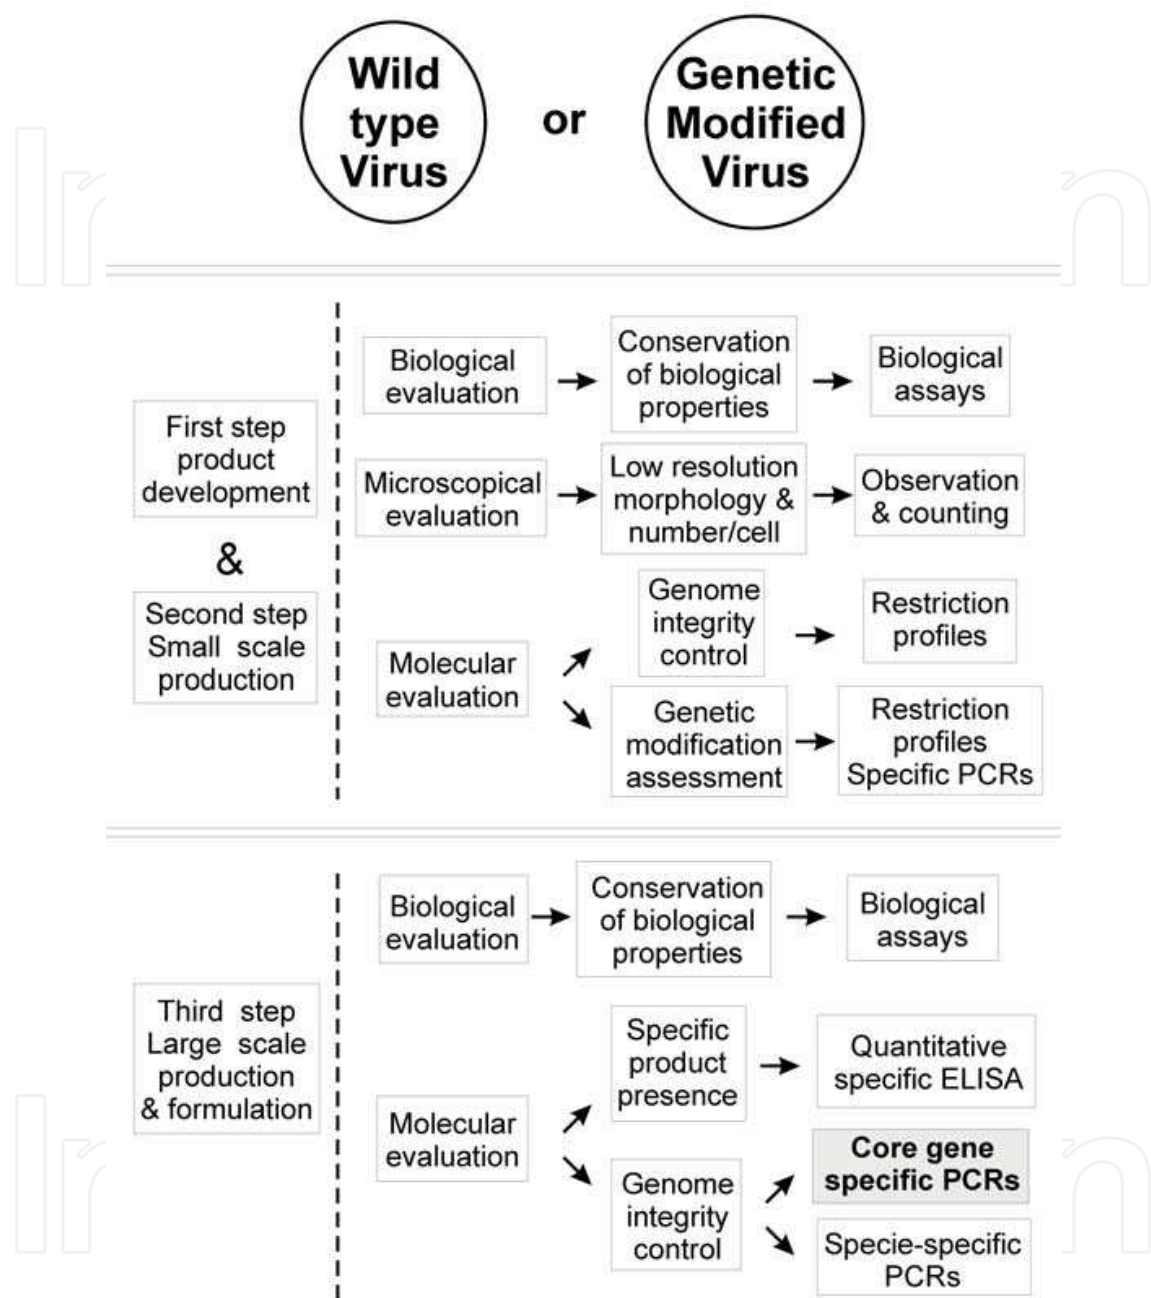 Wild
type
Virus
or
Genetic
Modified
Virus
First step
product
development
&
Second step
Small scale
production
Biological
evaluation
Conservation
of biological
properties
Biological
assays
Microscopical
evaluation
Low resolution
morphology &
number/cell
Observation
& counting
Molecular
evaluation
Genome
integrity
control
Restriction
profiles
Genetic
modification
assessment
Restriction
profiles
Specific PCRs
Third step
Large scale
production
& formulation
Biological
evaluation
Conservation
of biological
properties
Biological
assays
Molecular
evaluation
Specific
product
presence
Quantitative
specific ELISA
Genome
integrity
control
Core gene
specific PCRs
Specie-specific
PCRs